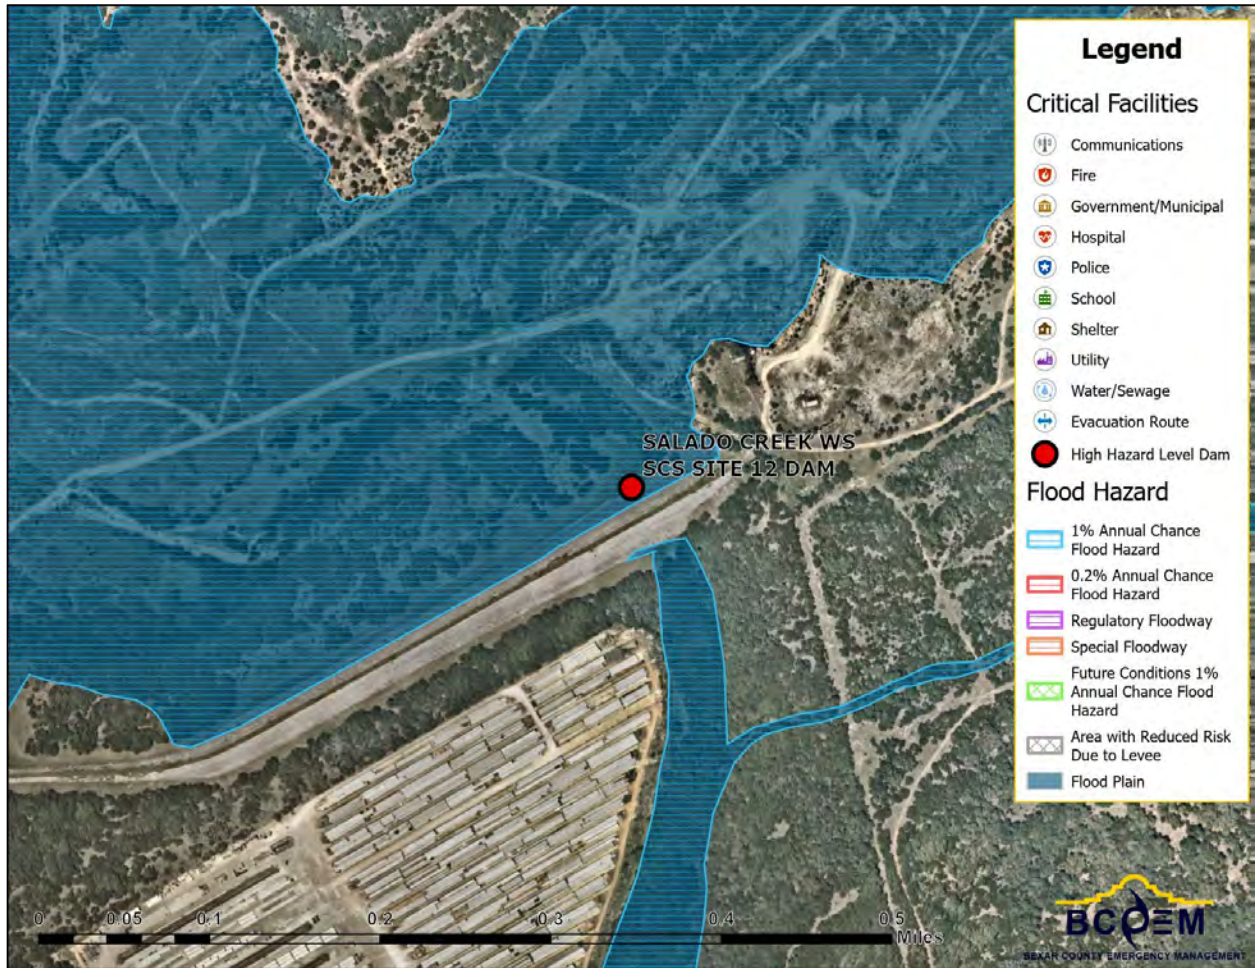 Legend
Critical Facilities
Communications
Fire
Government/Municipal
Hospital
Police
School
Shelter
Utility
Water/Sewage
Evacuation Route
High Hazard Level Dam
Flood Hazard
1% Annual Chance
Flood Hazard
0.2% Annual Chance
Flood Hazard
Regulatory Floodway
Special Floodway
Future Conditions 1%
Annual Chance Flood
Hazard
Area with Reduced Risk
Due to Levee
Flood Plain
SALADO CREEK WS
SCS SITE 12 DAM
0 0.05 0.1 0.2 0.3 0.4 0.5
Miles
BCOEM
BEXAR COUNTY EMERGENCY MANAGEMENT